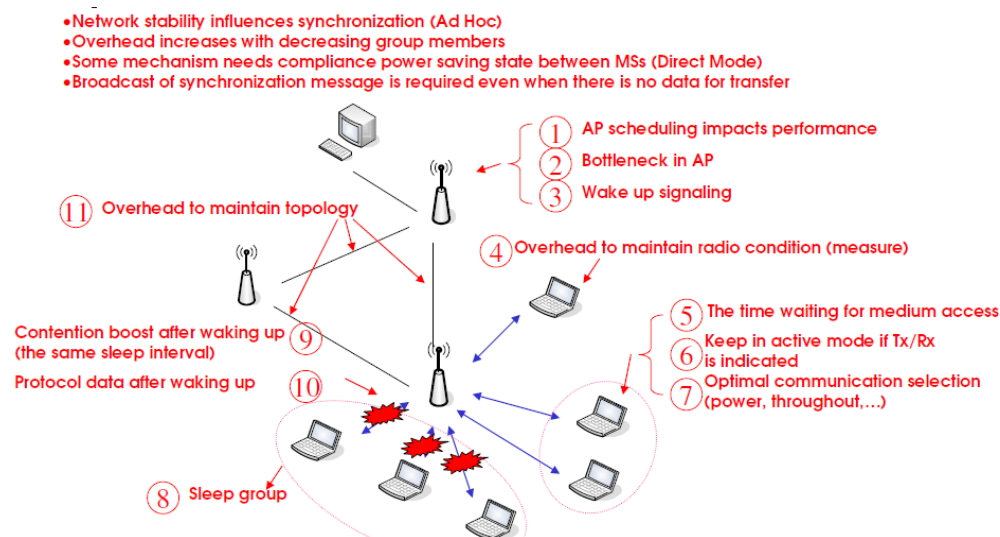 •Network stability influences synchronization (Ad Hoc)
•Overhead increases with decreasing group members
•Some mechanism needs compliance power saving state between MSs (Direct Mode)
•Broadcast of synchronization message is required even when there is no data for transfer
① AP scheduling impacts performance
② Bottleneck in AP
③ Wake up signaling
⑪ Overhead to maintain topology
④ Overhead to maintain radio condition (measure)
⑤ The time waiting for medium access
⑥ Keep in active mode if Tx/Rx
is indicated
⑦ Optimal communication selection
(power, throughout,...)
Contention boost after waking up ⑨
(the same sleep interval)
Protocol data after waking up ⑩
⑧ Sleep group